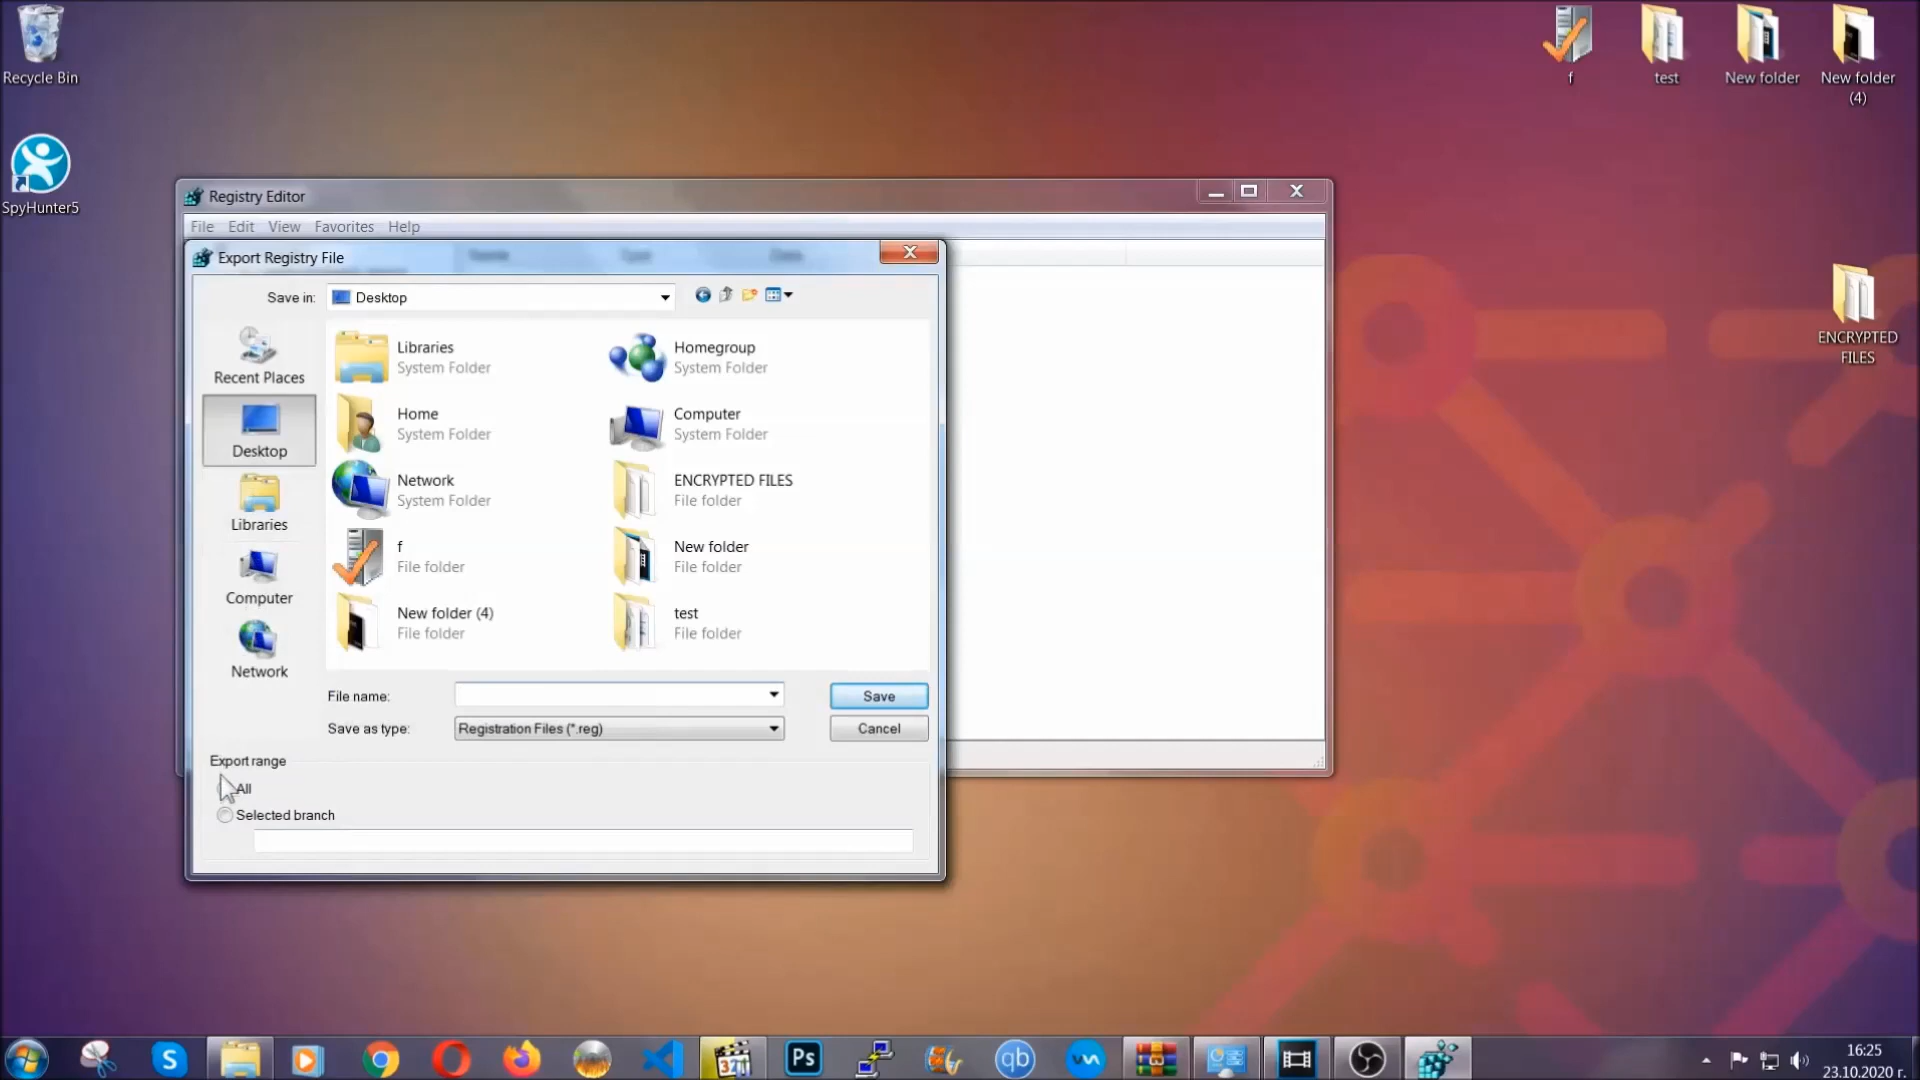 Recycle Bin
SpyHunter5
f
test
New folder
New folder
(4)
ENCRYPTED
FILES
Registry Editor
File Edit View Favorites Help
Export Registry File
Save in: Desktop
Recent Places
Desktop
Libraries
Computer
Network
Libraries
System Folder
Homegroup
System Folder
Home
System Folder
Computer
System Folder
Network
System Folder
ENCRYPTED FILES
File folder
f
File folder
New folder
File folder
New folder (4)
File folder
test
File folder
File name:
Save
Save as type: Registration Files (*.reg)
Cancel
Export range
All
Selected branch
S
321
Ps
qb
16:25
23.10.2020 г.